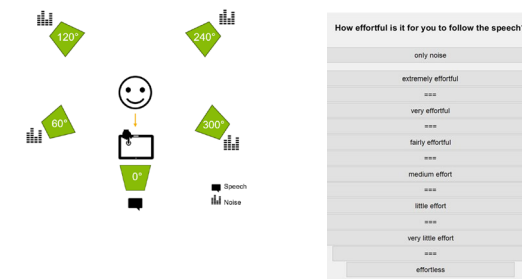 120°
240°
60°
300°
0°
Speech
Noise
How effortful is it for you to follow the speech?
only noise
extremely effortful
===
very effortful
===
fairly effortful
===
medium effort
===
little effort
===
very little effort
===
effortless